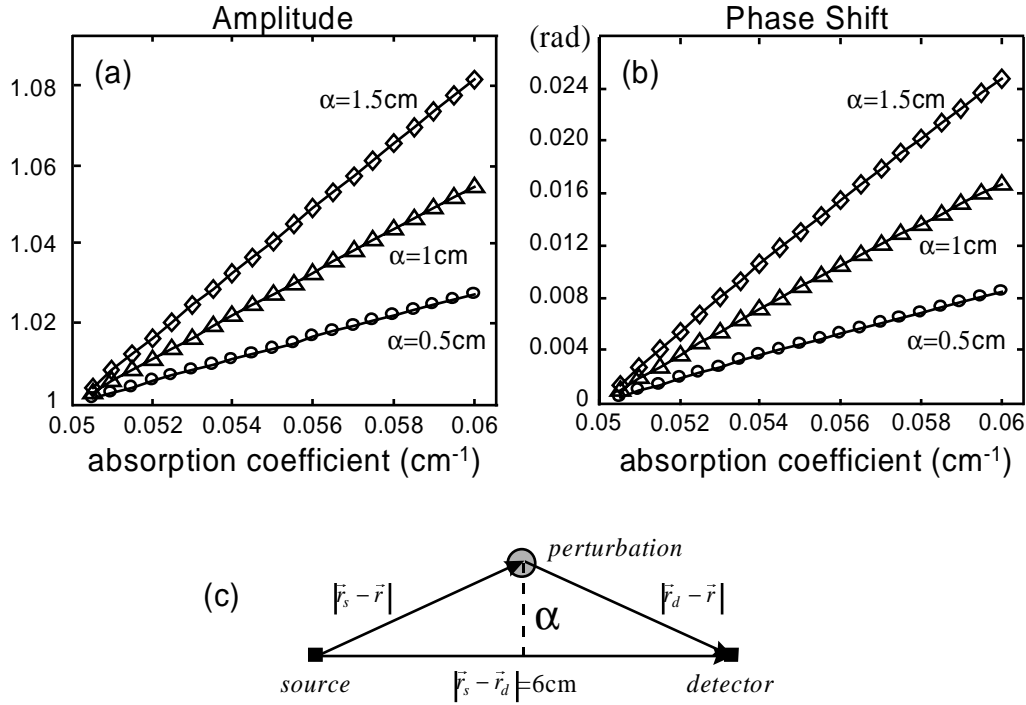 Amplitude
(a)
1.08
1.06
1.04
1.02
1
α=1.5cm
α=1cm
α=0.5cm
0.05 0.052 0.054 0.056 0.058 0.06
absorption coefficient (cm⁻¹)
Phase Shift
(rad)
(b)
0.024
0.020
0.016
0.012
0.008
0.004
0
α=1.5cm
α=1cm
α=0.5cm
0.05 0.052 0.054 0.056 0.058 0.06
absorption coefficient (cm⁻¹)
(c)
perturbation
|r⃗s − r⃗|
|r⃗d − r⃗|
α
source
|r⃗s − r⃗d|=6cm
detector